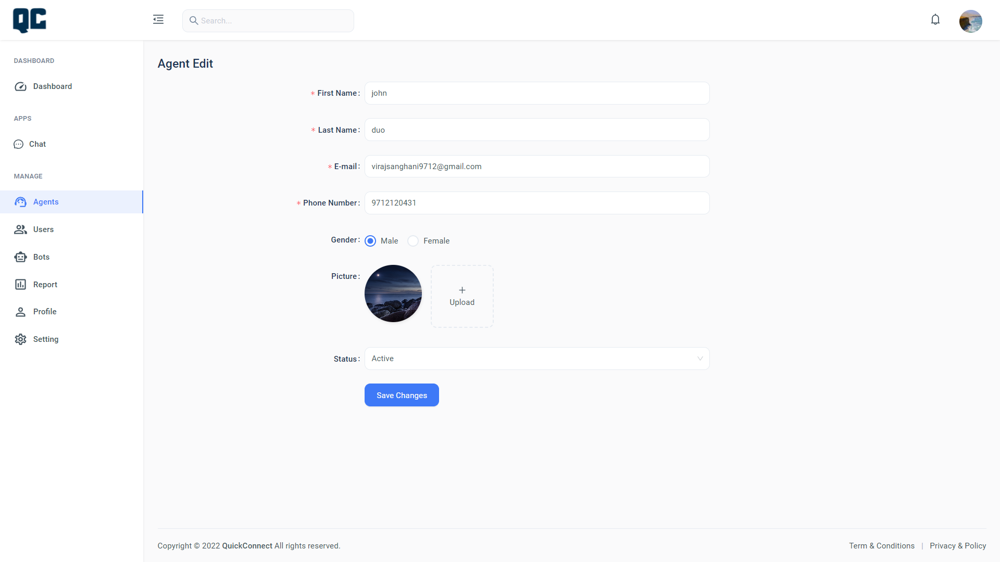 QC
Search...
DASHBOARD
Dashboard
APPS
Chat
MANAGE
Agents
Users
Bots
Report
Profile
Setting
Agent Edit
* First Name: john
* Last Name: duo
* E-mail: virajsanghani9712@gmail.com
* Phone Number: 9712120431
Gender: Male Female
Picture: + Upload
Status: Active
Save Changes
Copyright © 2022 QuickConnect All rights reserved.
Term & Conditions | Privacy & Policy